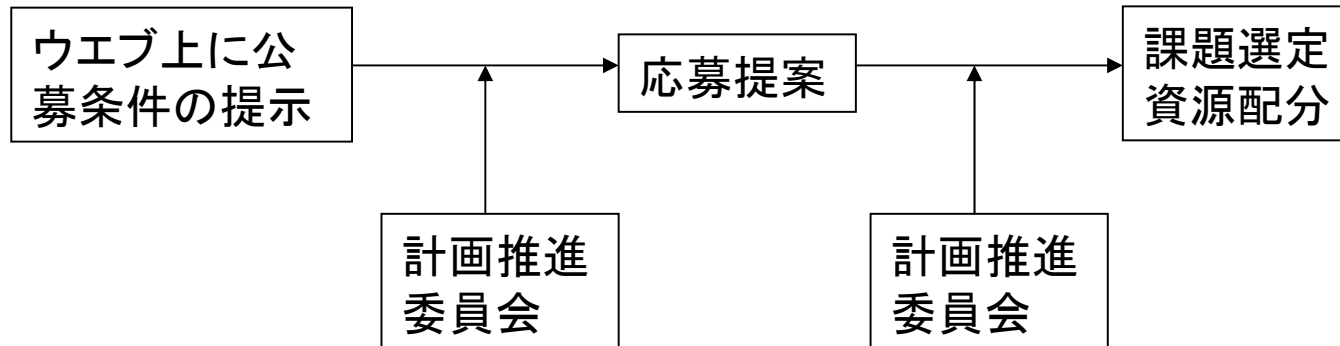 ウエブ上に公
募条件の提示
応募提案
課題選定
資源配分
計画推進
委員会
計画推進
委員会